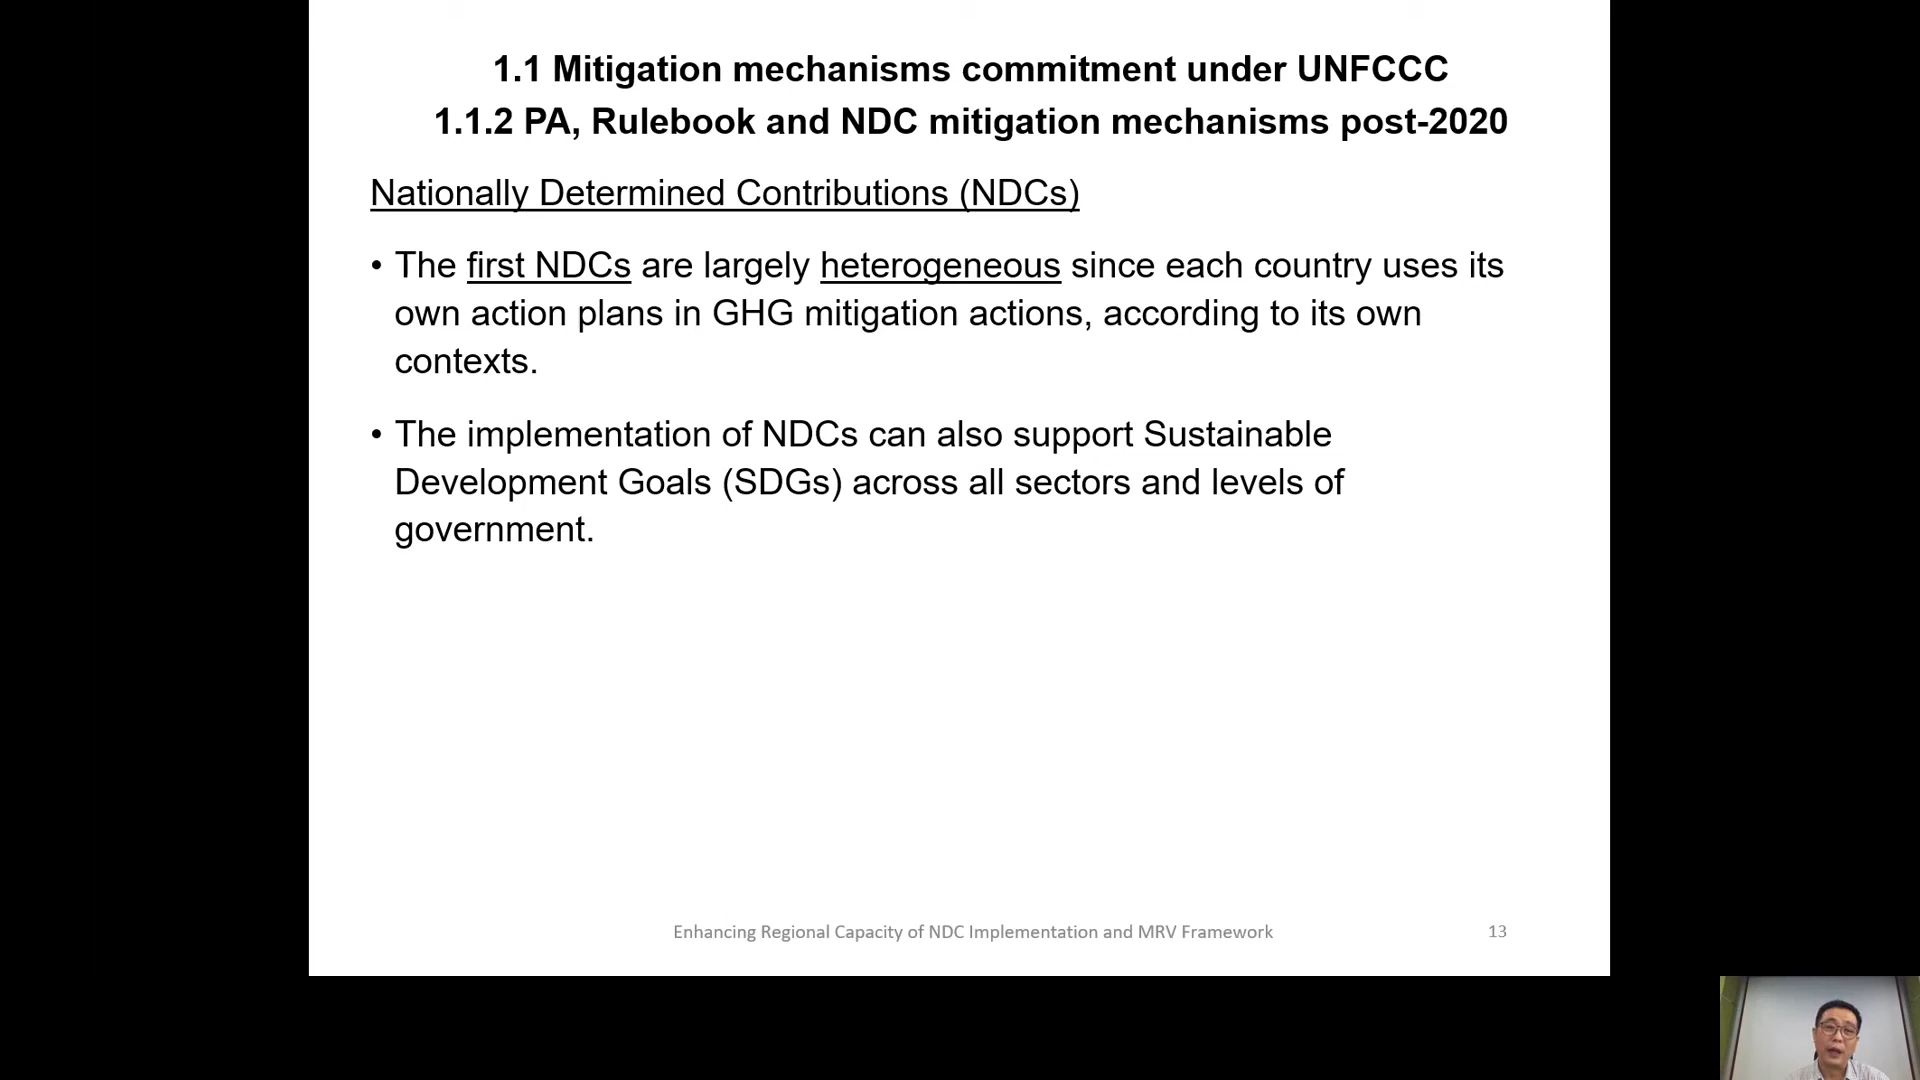 1.1 Mitigation mechanisms commitment under UNFCCC
1.1.2 PA, Rulebook and NDC mitigation mechanisms post-2020
Nationally Determined Contributions (NDCs)
• The first NDCs are largely heterogeneous since each country uses its
own action plans in GHG mitigation actions, according to its own
contexts.
• The implementation of NDCs can also support Sustainable
Development Goals (SDGs) across all sectors and levels of
government.
Enhancing Regional Capacity of NDC Implementation and MRV Framework
13